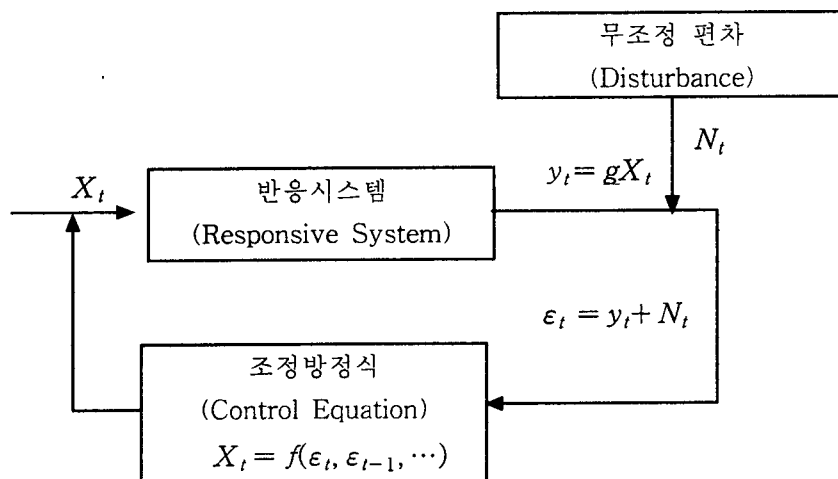 무조정 편차
(Disturbance)
N_t
y_t = gX_t
X_t
반응시스템
(Responsive System)
ε_t = y_t + N_t
조정방정식
(Control Equation)
X_t = f(ε_t, ε_{t-1}, ⋯)